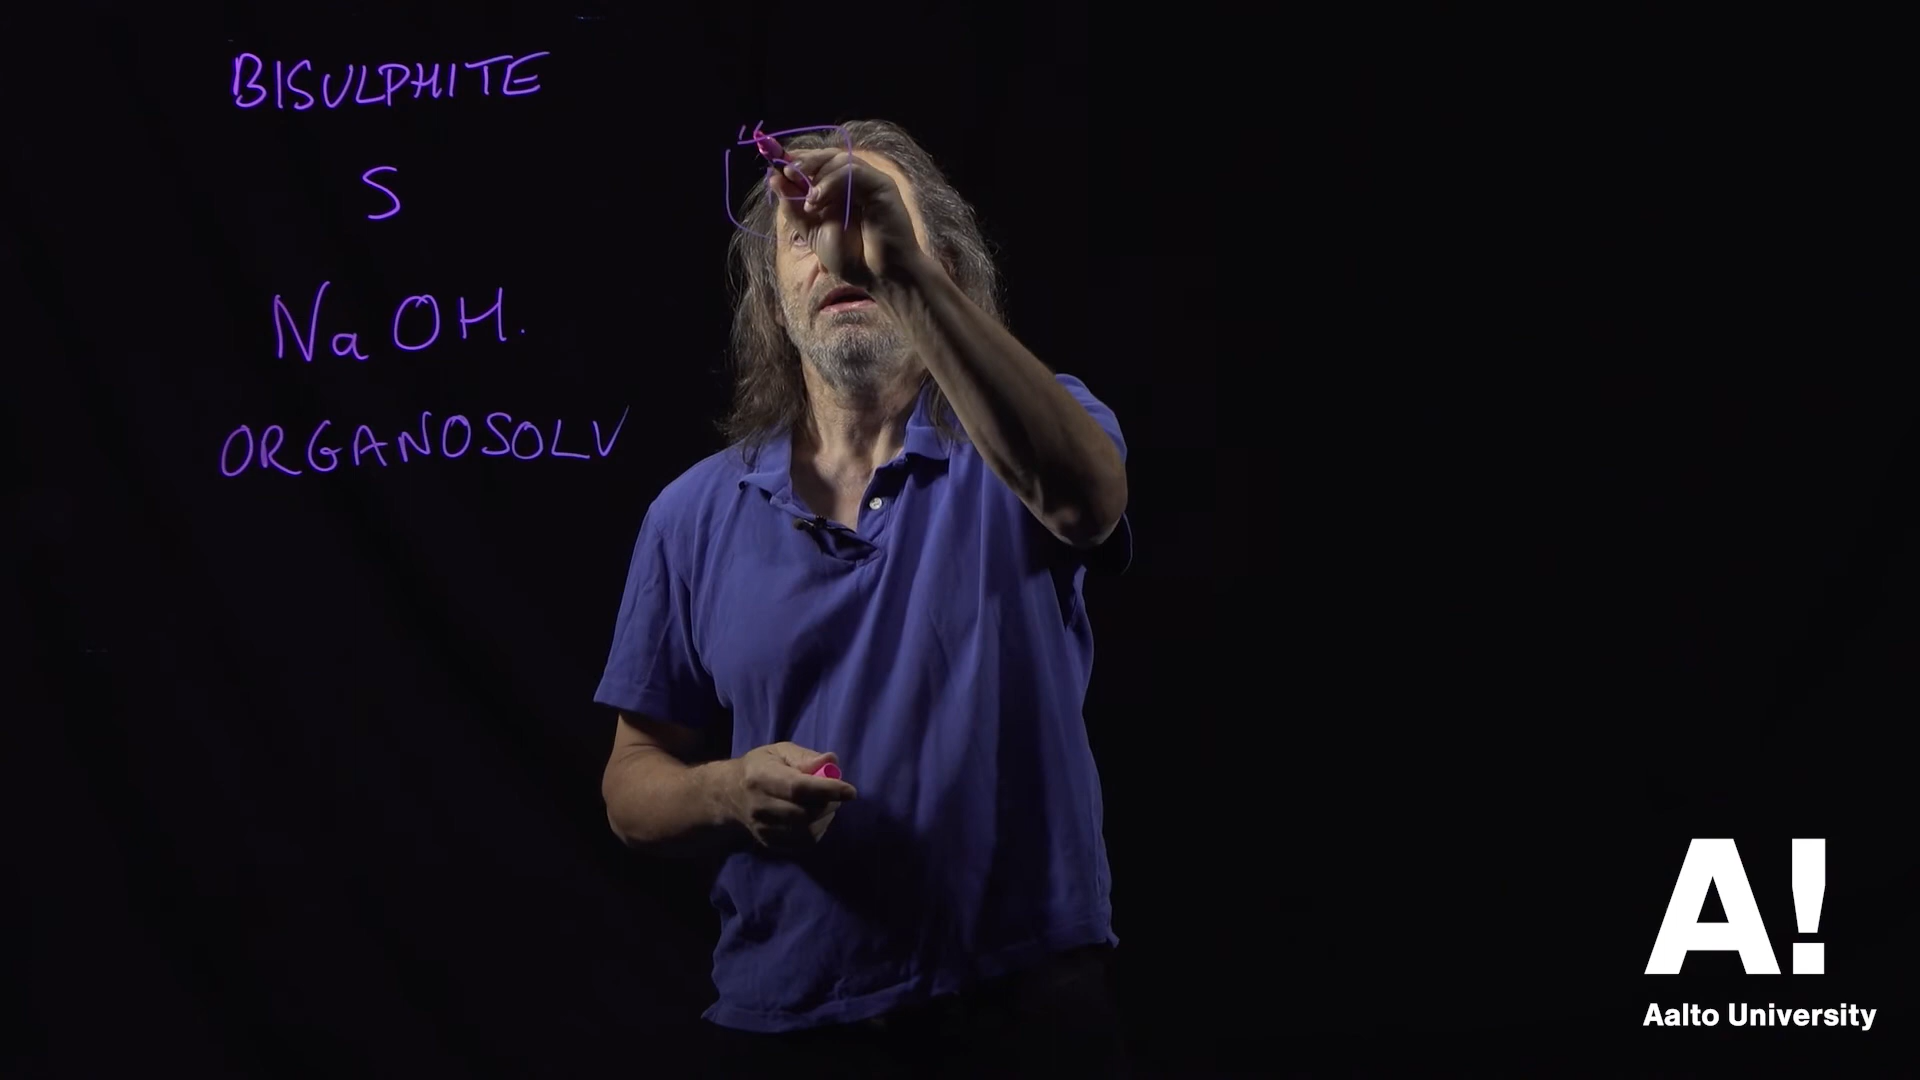 BISULPHITE
S
NaOH.
ORGANOSOLV
A!
Aalto University